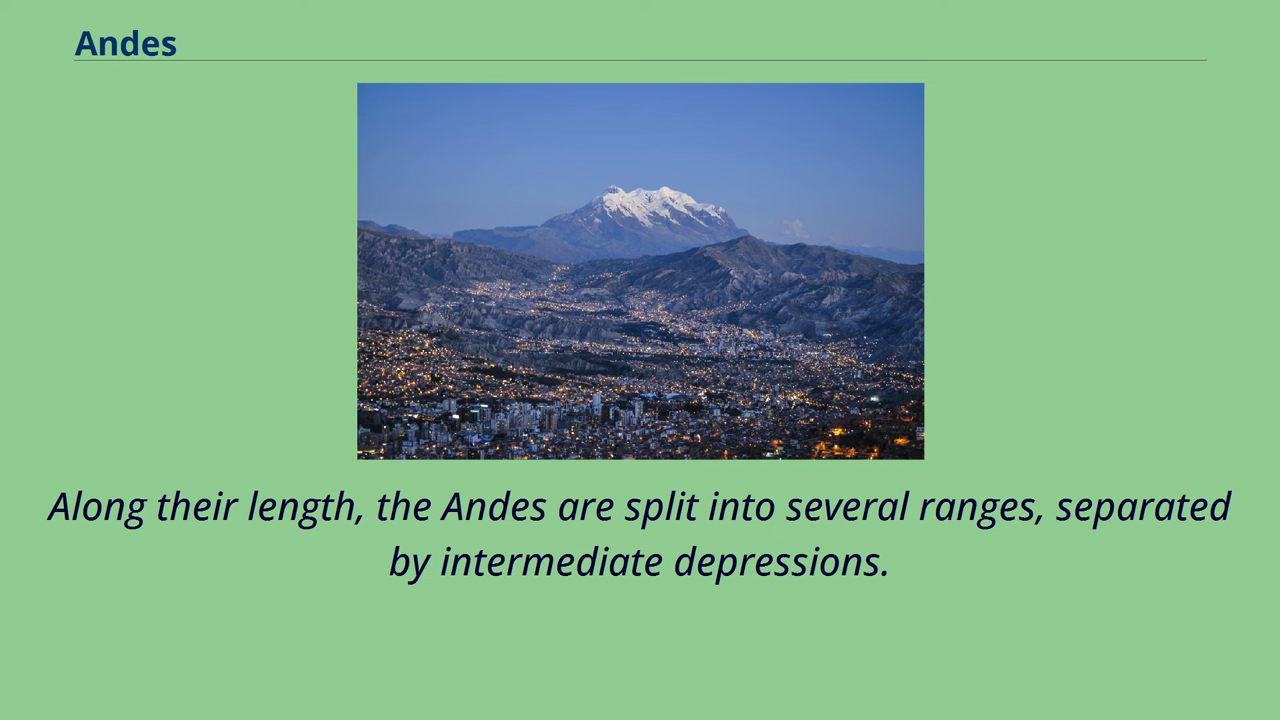 Andes
Along their length, the Andes are split into several ranges, separated
by intermediate depressions.